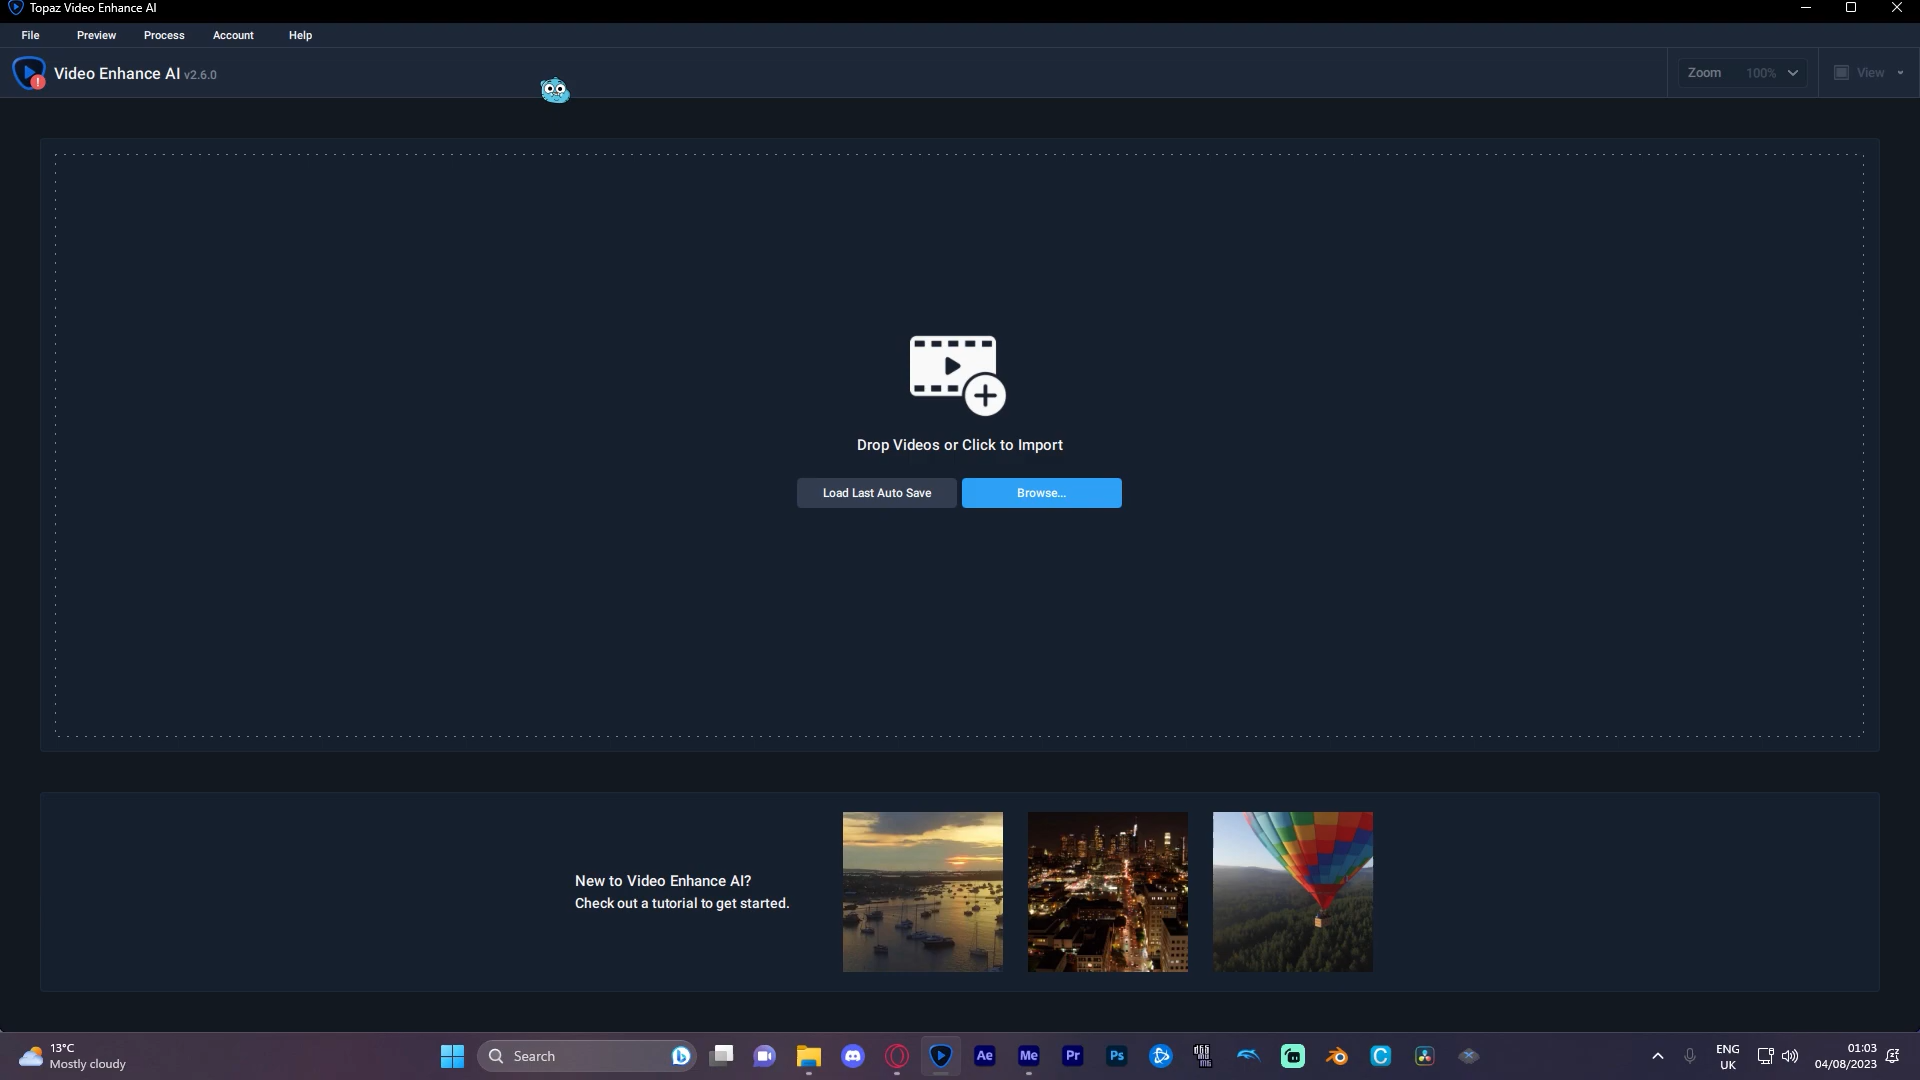 Topaz Video Enhance AI
File Preview Process Account Help
Video Enhance AI v2.6.0
Zoom 100% View
Drop Videos or Click to Import
Load Last Auto Save Browse...
New to Video Enhance AI?
Check out a tutorial to get started.
13°C
Mostly cloudy
Search
Ae Me Pr Ps
ENG
UK
01:03
04/08/2023